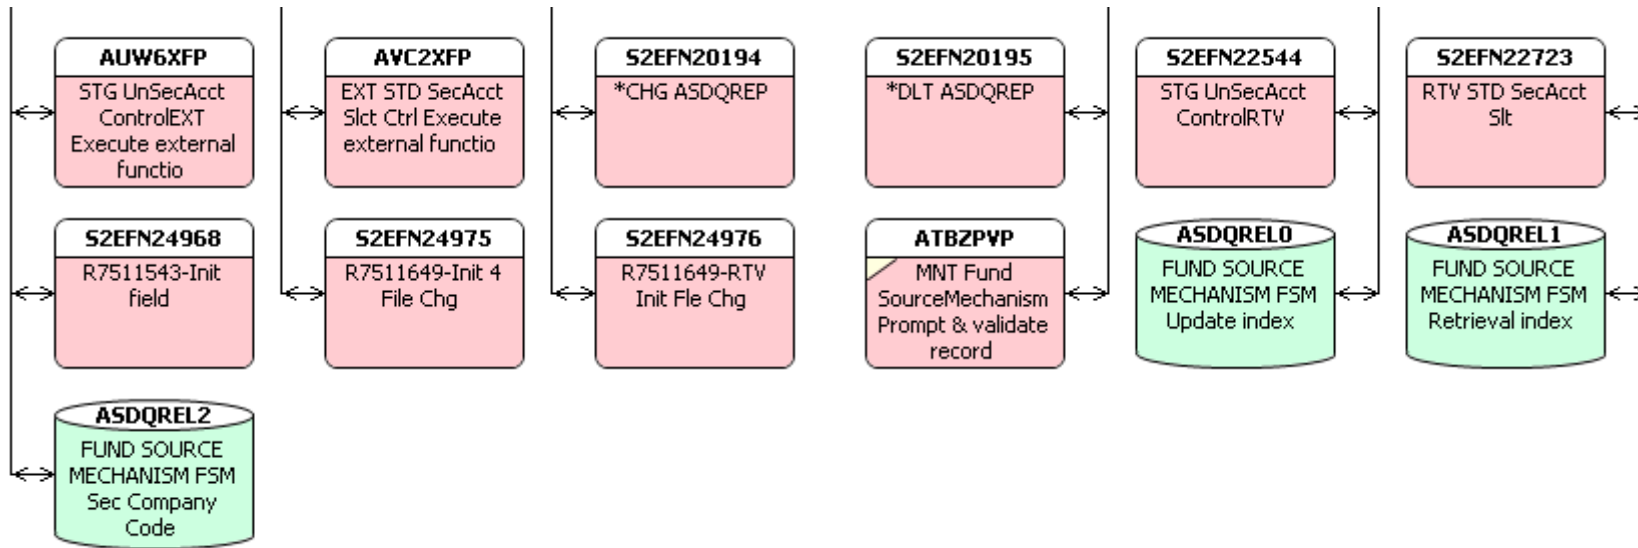 AUW6XFP
STG UnSecAcct
ControlEXT
Execute external
functio
AVC2XFP
EXT STD SecAcct
Slct Ctrl Execute
external functio
S2EFN20194
*CHG ASDQREP
S2EFN20195
*DLT ASDQREP
S2EFN22544
STG UnSecAcct
ControlRTV
S2EFN22723
RTV STD SecAcct
Slt
S2EFN24968
R7511543-Init
field
S2EFN24975
R7511649-Init 4
File Chg
S2EFN24976
R7511649-RTV
Init Fle Chg
ATBZPVP
MNT Fund
SourceMechanism
Prompt & validate
record
ASDQREL0
FUND SOURCE
MECHANISM FSM
Update index
ASDQREL1
FUND SOURCE
MECHANISM FSM
Retrieval index
ASDQREL2
FUND SOURCE
MECHANISM FSM
Sec Company
Code